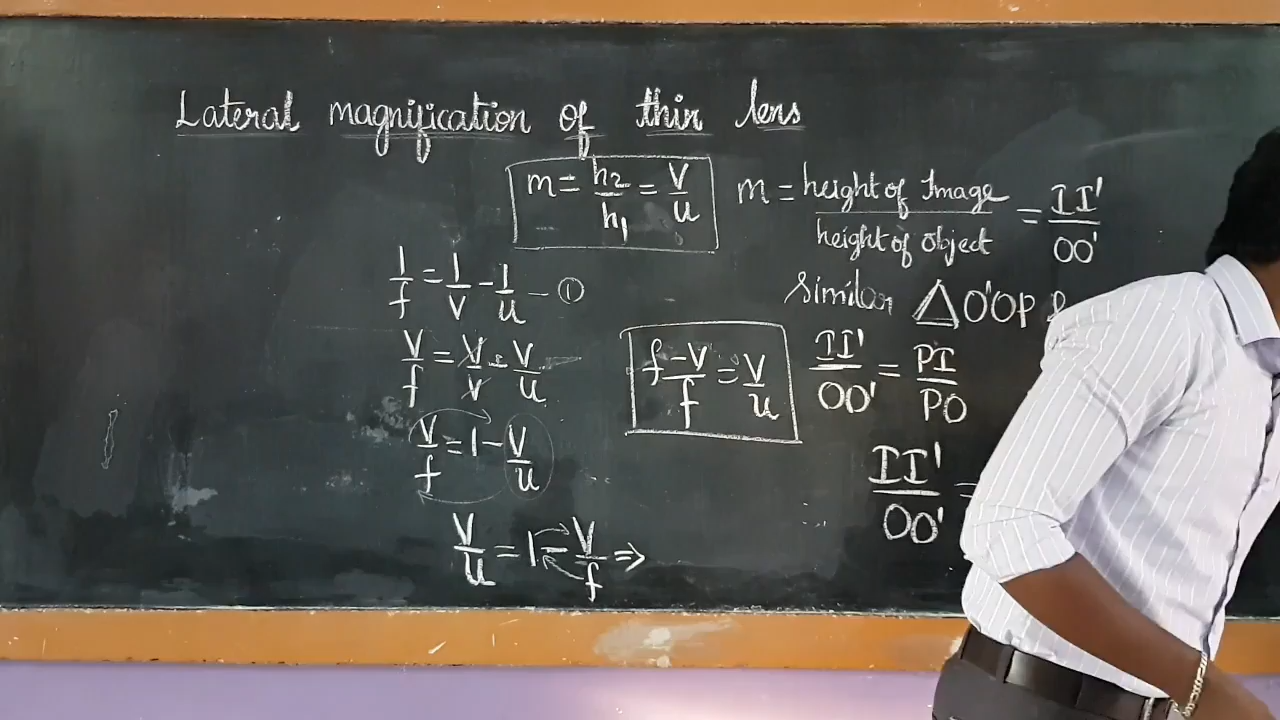 Lateral magnification of thin lens
m = h2/h1 = v/u
m = height of Image/height of object = II'/OO'
1/f = 1/v - 1/u - ①
similar △O'OP &
v/f = v/v - v/u
f-v/f = v/u
II'/OO' = PI/PO
v/f = 1 - v/u
II'/OO' =
v/u = 1 - v/f ⇒